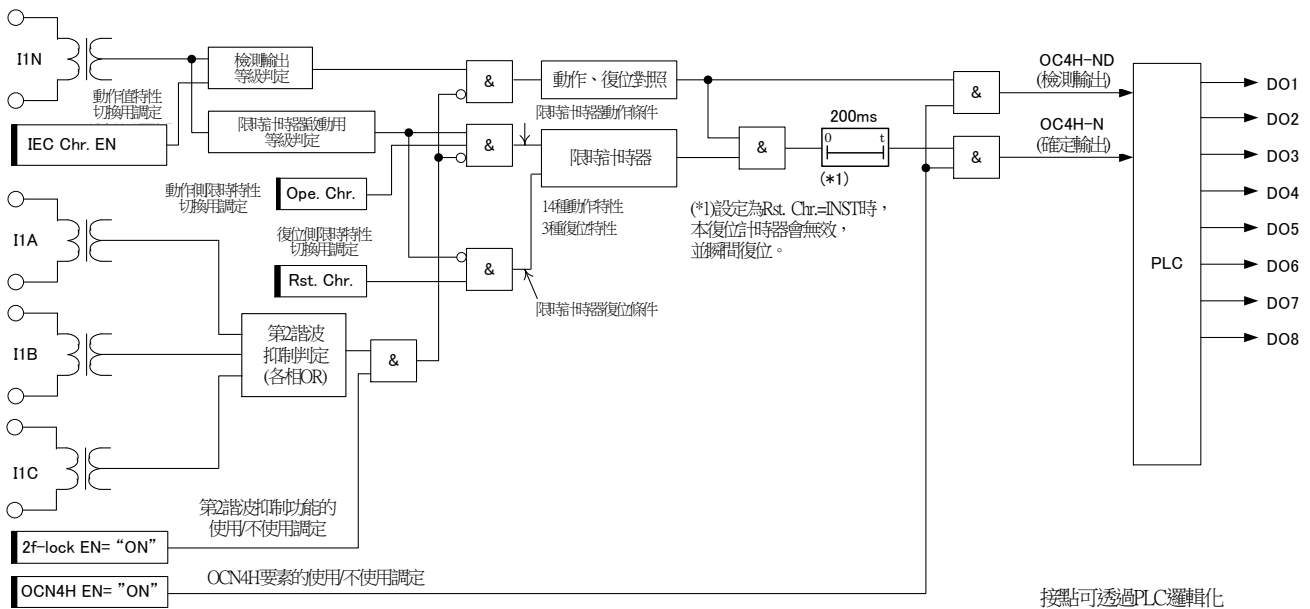 I1N
檢測輸出
等級判定
動作值特性
切換用調定
IEC Chr. EN
限時計時器啟動用
等級判定
&
動作、復位對照
限時計時器動作條件
&
限時計時器
14種動作特性
3種復位特性
動作側限時特性
切換用調定
Ope. Chr.
復位側限時特性
切換用調定
Rst. Chr.
&
限時計時器復位條件
&
200ms
0 t
(*1)
(*1)設定為Rst. Chr.=INST時，
本復位計時器會無效，
並瞬間復位。
&
OC4H-ND
(檢測輸出)
&
OC4H-N
(確定輸出)
PLC
DO1
DO2
DO3
DO4
DO5
DO6
DO7
DO8
I1A
I1B
I1C
第2諧波
抑制判定
(各相OR)
&
第2諧波抑制功能的
使用/不使用調定
2f-lock EN= “ON”
OCN4H EN= ”ON”
OCN4H要素的使用/不使用調定
接點可透過PLC邏輯化